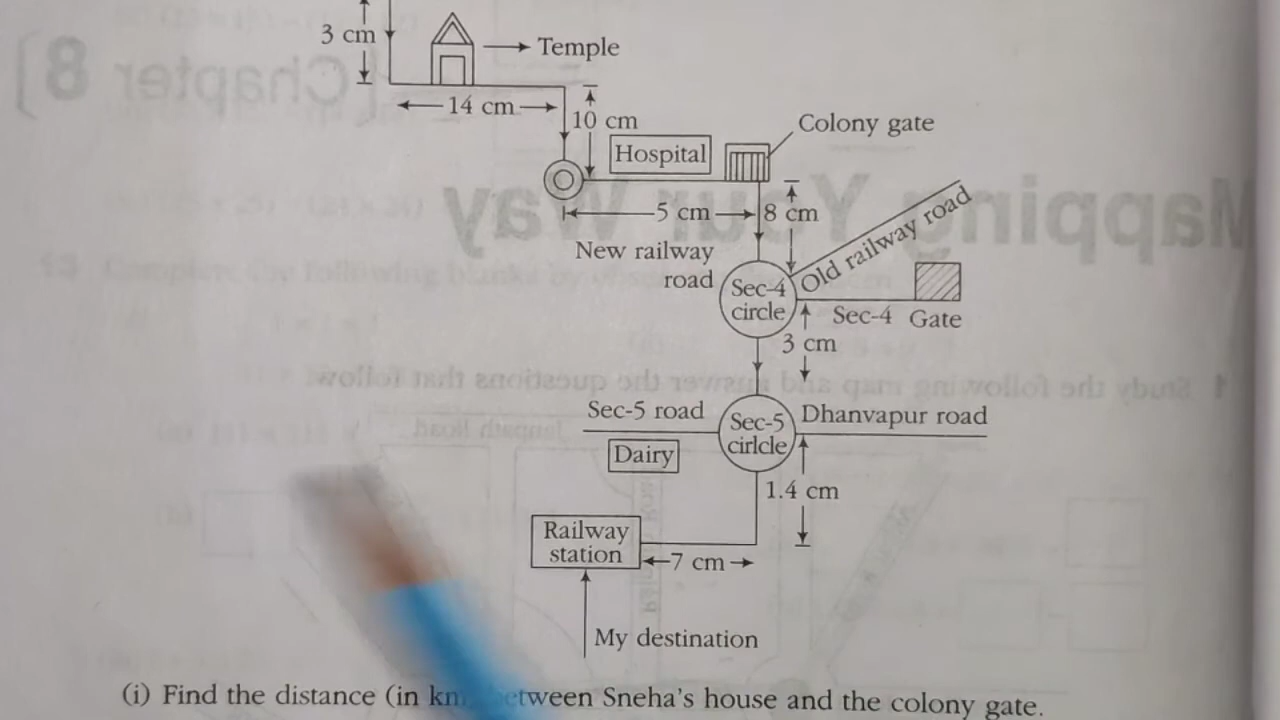 3 cm
Temple
14 cm
10 cm
Colony gate
Hospital
5 cm
8 cm
New railway
road
Old railway road
Sec-4
circle
Sec-4 Gate
3 cm
Sec-5 road
Sec-5
cirlcle
Dhanvapur road
Dairy
1.4 cm
Railway
station
7 cm
My destination
(i) Find the distance (in km between Sneha's house and the colony gate.